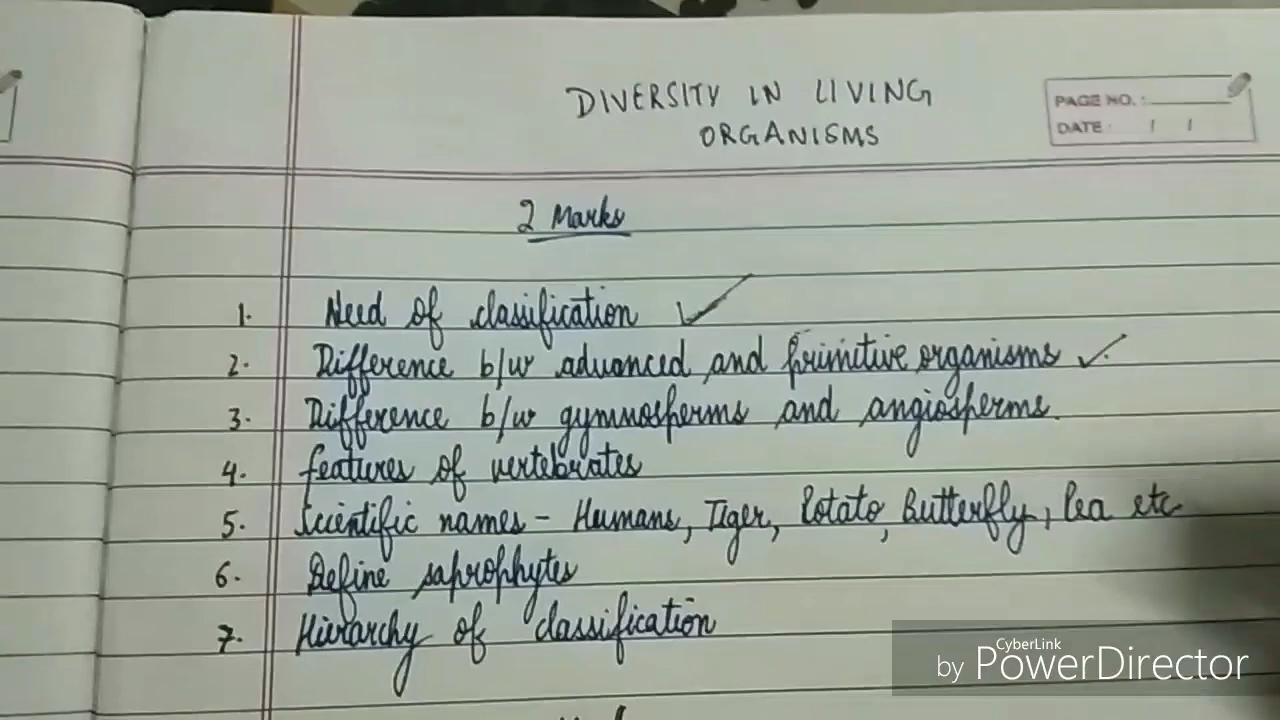 DIVERSITY IN LIVING
ORGANISMS
PAGE NO. :
DATE : / /
2 Marks
1. Need of classification ✓
2. Difference b/w advanced and primitive organisms ✓
3. Difference b/w gymnosperms and angiosperms.
4. features of vertebrates
5. Scientific names - Humans, Tiger, Potato, Butterfly, Pea etc
6. Define saprophytes
7. Hierarchy of classification
CyberLink
by PowerDirector